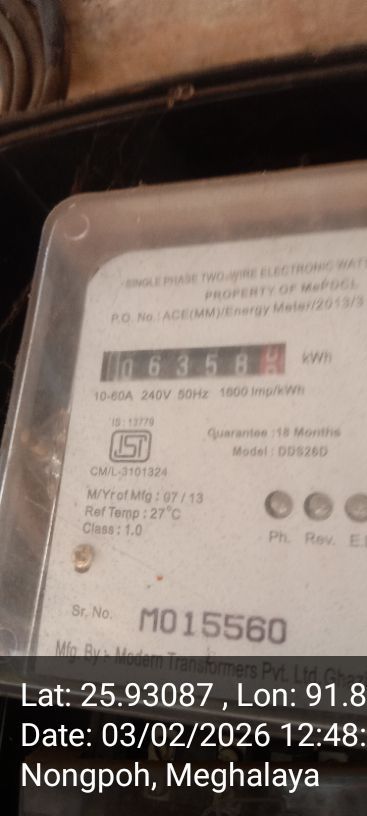 SINGLE PHASE TWO-WIRE ELECTRONIC WAT
PROPERTY OF MePDCL
P.O. No.: ACE(MM)/Energy Meter/2013/3
06358 kWh
10-60A 240V 50Hz 1600 Imp/kWh
IS : 13779
ISI
CM/L-3101324
Guarantee :18 Months
Model : DDS26D
M/Yr of Mfg : 07 / 13
Ref Temp : 27°C
Class : 1.0
Ph. Rev. E.
Sr. No. M015560
Mfg. By :- Modern Transformers Pvt. Ltd. Ghaz
Lat: 25.93087 , Lon: 91.8
Date: 03/02/2026 12:48:
Nongpoh, Meghalaya